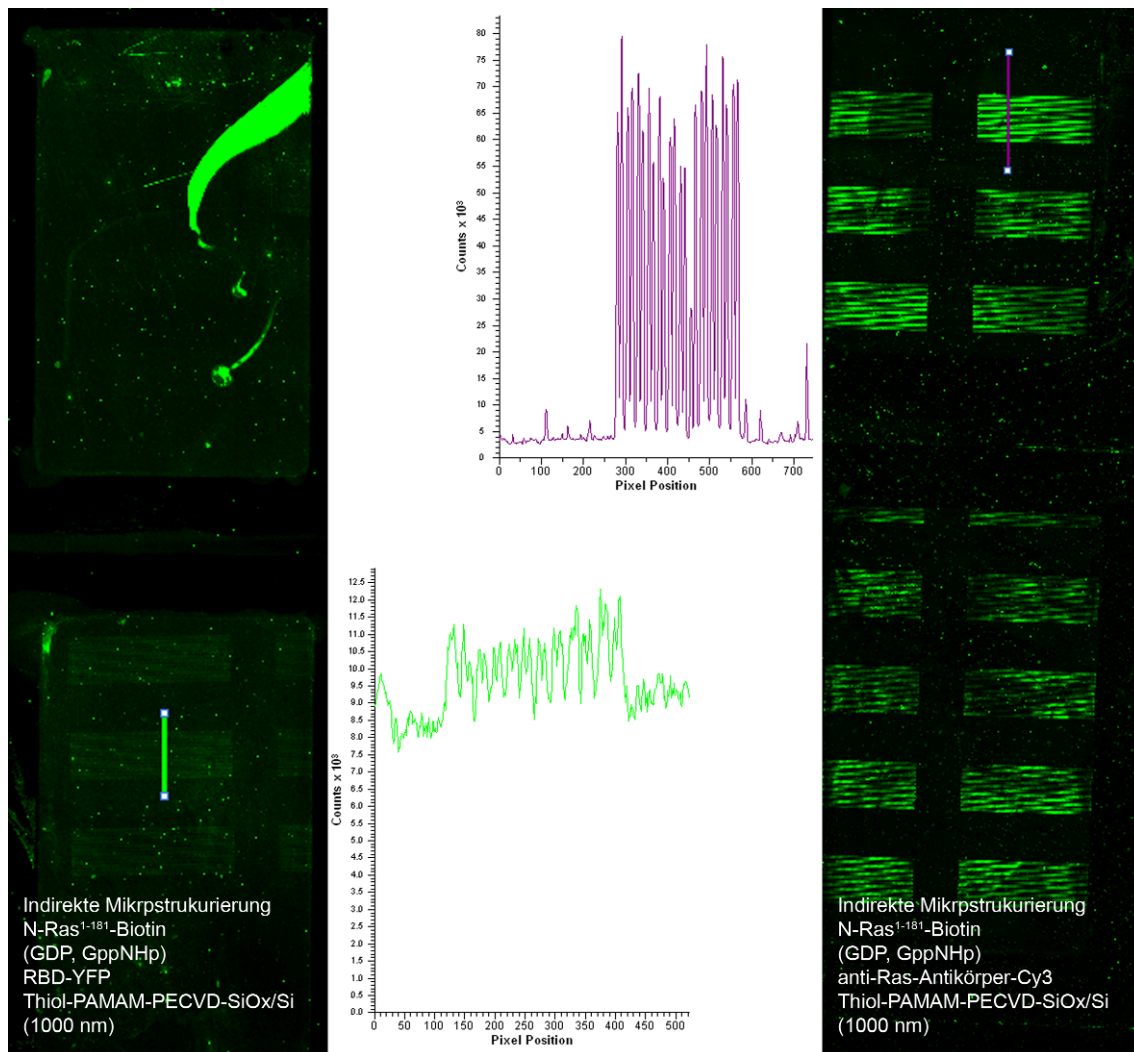 80
75
70
65
60
55
50
45
40
35
30
25
20
15
10
5
0
Counts x 10³
0 100 200 300 400 500 600 700
Pixel Position
12.5
12.0
11.5
11.0
10.5
10.0
9.5
9.0
8.5
8.0
7.5
7.0
6.5
6.0
5.5
5.0
4.5
4.0
3.5
3.0
2.5
2.0
1.5
1.0
0.5
0.0
Counts x 10³
0 50 100 150 200 250 300 350 400 450 500
Pixel Position
Indirekte Mikrpstrukurierung
N-Ras¹⁻¹⁸¹-Biotin
(GDP, GppNHp)
RBD-YFP
Thiol-PAMAM-PECVD-SiOx/Si
(1000 nm)
Indirekte Mikrpstrukurierung
N-Ras¹⁻¹⁸¹-Biotin
(GDP, GppNHp)
anti-Ras-Antikörper-Cy3
Thiol-PAMAM-PECVD-SiOx/Si
(1000 nm)